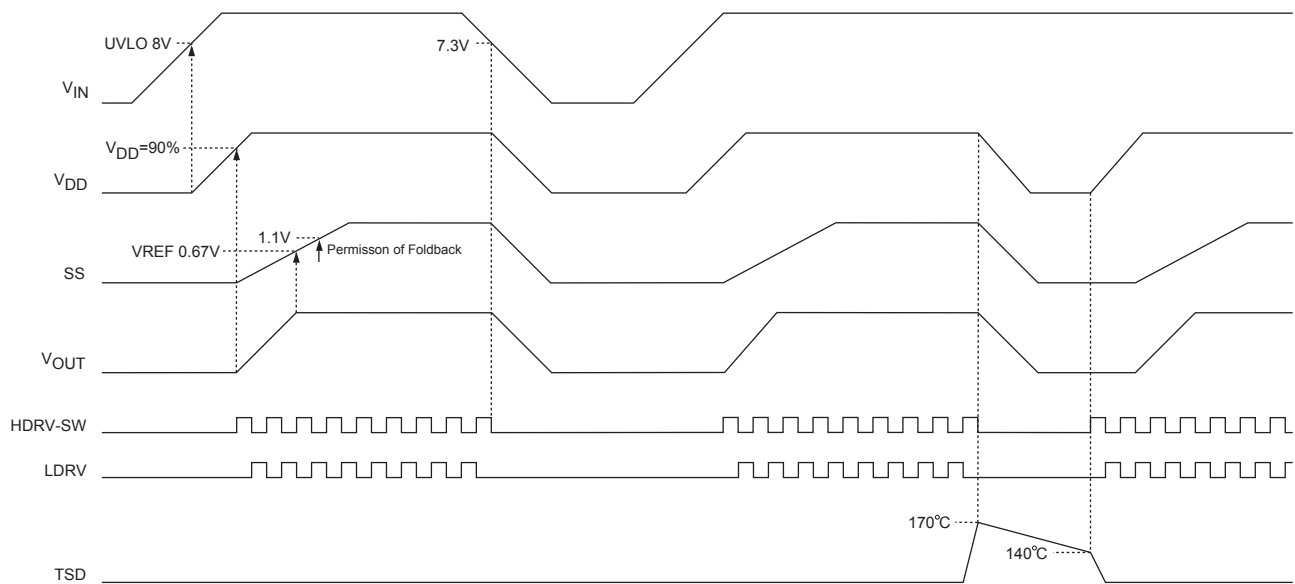 UVLO 8V
7.3V
VIN
VDD=90%
VDD
1.1V
VREF 0.67V
Permisson of Foldback
SS
VOUT
HDRV-SW
LDRV
170°C
140°C
TSD